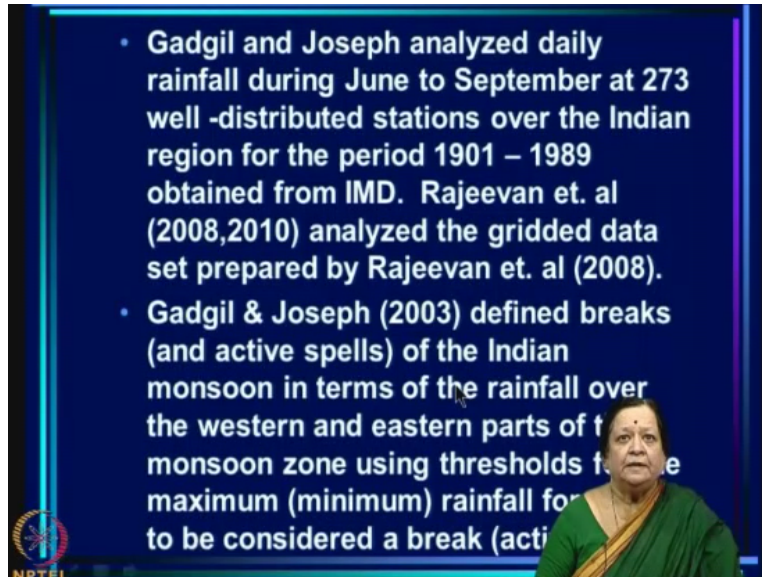 • Gadgil and Joseph analyzed daily
rainfall during June to September at 273
well -distributed stations over the Indian
region for the period 1901 – 1989
obtained from IMD. Rajeevan et. al
(2008,2010) analyzed the gridded data
set prepared by Rajeevan et. al (2008).
• Gadgil & Joseph (2003) defined breaks
(and active spells) of the Indian
monsoon in terms of the rainfall over
the western and eastern parts of
monsoon zone using thresholds
maximum (minimum) rainfall for
to be considered a break
NPTEL